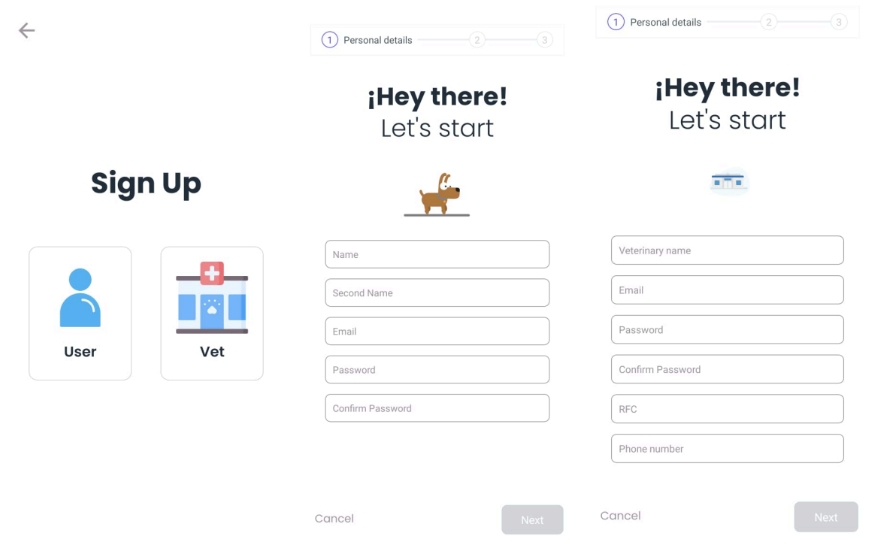 Sign Up
User
Vet
1 Personal details 2 3
¡Hey there!
Let's start
Name
Second Name
Email
Password
Confirm Password
Cancel
Next
1 Personal details 2 3
¡Hey there!
Let's start
Veterinary name
Email
Password
Confirm Password
RFC
Phone number
Cancel
Next